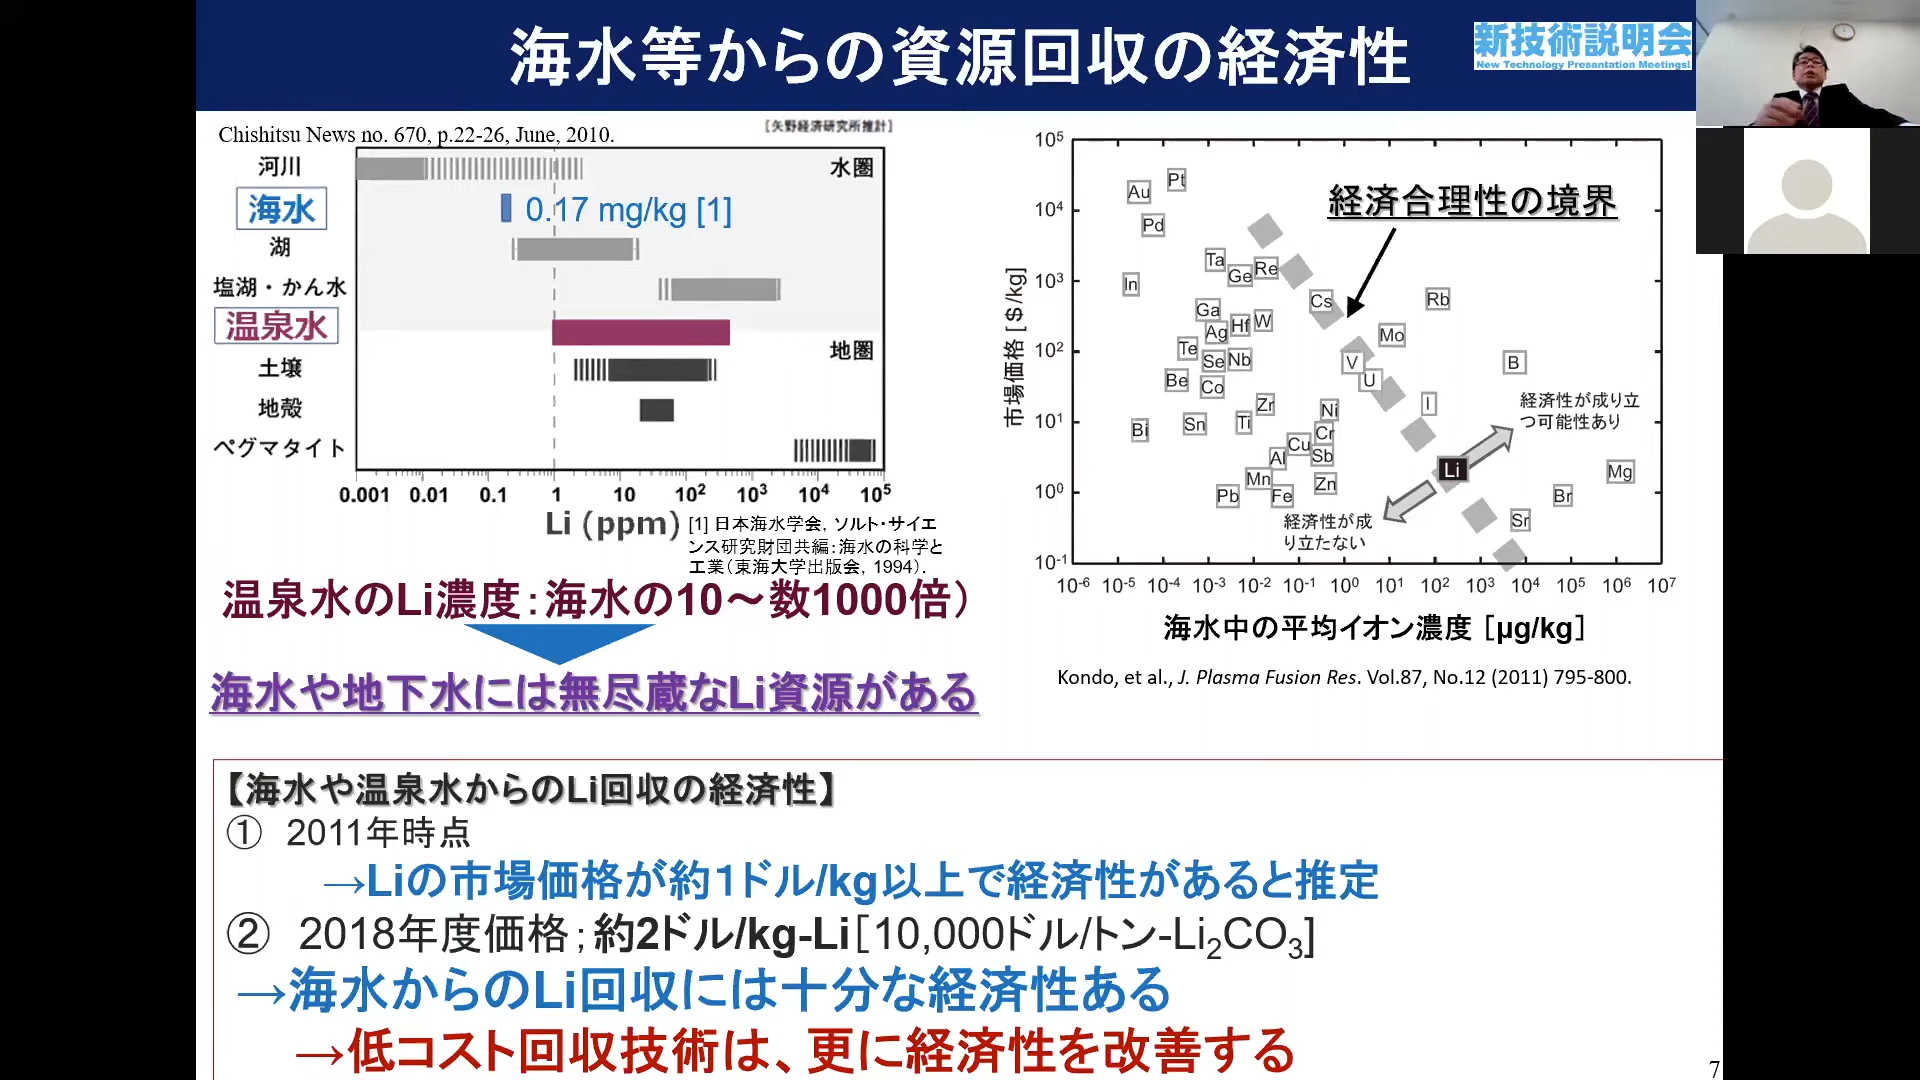 海水等からの資源回収の経済性
新技術説明会
New Technology Presentation Meetings!
Chishitsu News no. 670, p.22-26, June, 2010.
[矢野経済研究所推計]
河川
水圏
海水
0.17 mg/kg [1]
湖
塩湖・かん水
温泉水
地圏
土壌
地殻
ペグマタイト
0.001 0.01 0.1 1 10 10² 10³ 10⁴ 10⁵
Li (ppm)
[1] 日本海水学会, ソルト・サイエ
ンス研究財団共編:海水の科学と
工業(東海大学出版会, 1994).
温泉水のLi濃度:海水の10~数1000倍)
海水や地下水には無尽蔵なLi資源がある
市場価格 [$/kg]
10⁵
10⁴
10³
10²
10¹
10⁰
10⁻¹
経済合理性の境界
Au Pt
Pd
Ta Ge Re
In
Cs Rb
Ga
Ag Hf W
Mo
Te Se Nb
V
U
B
Be Co
Zr
Ni
I
Bi Sn Ti
Cr
Cu
Al Sb
Li
Mg
Mn
Zn
Pb Fe
Br
Sr
経済性が成り立
つ可能性あり
経済性が成
り立たない
10⁻⁶ 10⁻⁵ 10⁻⁴ 10⁻³ 10⁻² 10⁻¹ 10⁰ 10¹ 10² 10³ 10⁴ 10⁵ 10⁶ 10⁷
海水中の平均イオン濃度 [μg/kg]
Kondo, et al., J. Plasma Fusion Res. Vol.87, No.12 (2011) 795-800.
【海水や温泉水からのLi回収の経済性】
① 2011年時点
→Liの市場価格が約1ドル/kg以上で経済性があると推定
② 2018年度価格;約2ドル/kg-Li[10,000ドル/トン-Li₂CO₃]
→海水からのLi回収には十分な経済性ある
→低コスト回収技術は、更に経済性を改善する
7